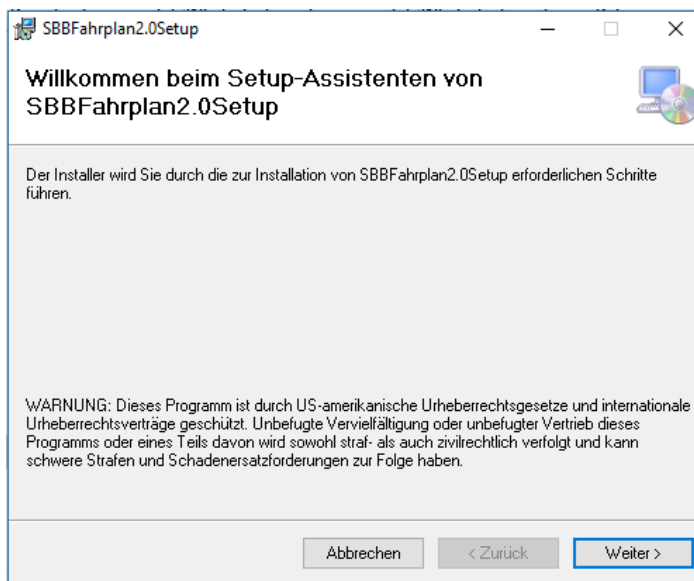 SBBFahrplan2.0Setup
Willkommen beim Setup-Assistenten von
SBBFahrplan2.0Setup
Der Installer wird Sie durch die zur Installation von SBBFahrplan2.0Setup erforderlichen Schritte
führen.
WARNUNG: Dieses Programm ist durch US-amerikanische Urheberrechtsgesetze und internationale
Urheberrechtsverträge geschützt. Unbefugte Vervielfältigung oder unbefugter Vertrieb dieses
Programms oder eines Teils davon wird sowohl straf- als auch zivilrechtlich verfolgt und kann
schwere Strafen und Schadenersatzforderungen zur Folge haben.
Abbrechen < Zurück Weiter >